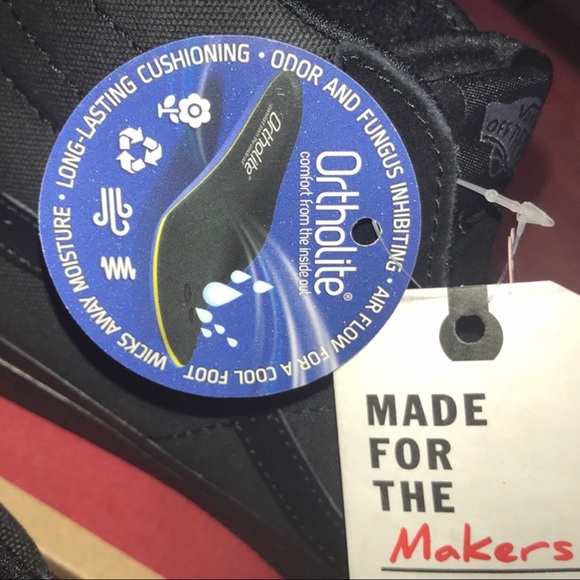 LONG-LASTING CUSHIONING • ODOR AND FUNGUS INHIBITING • AIR FLOW FOR A COOL FOOT
WICKS AWAY MOISTURE •
Ortholite®
comfort from the inside out
Ortholite
MADE
FOR
THE
Makers